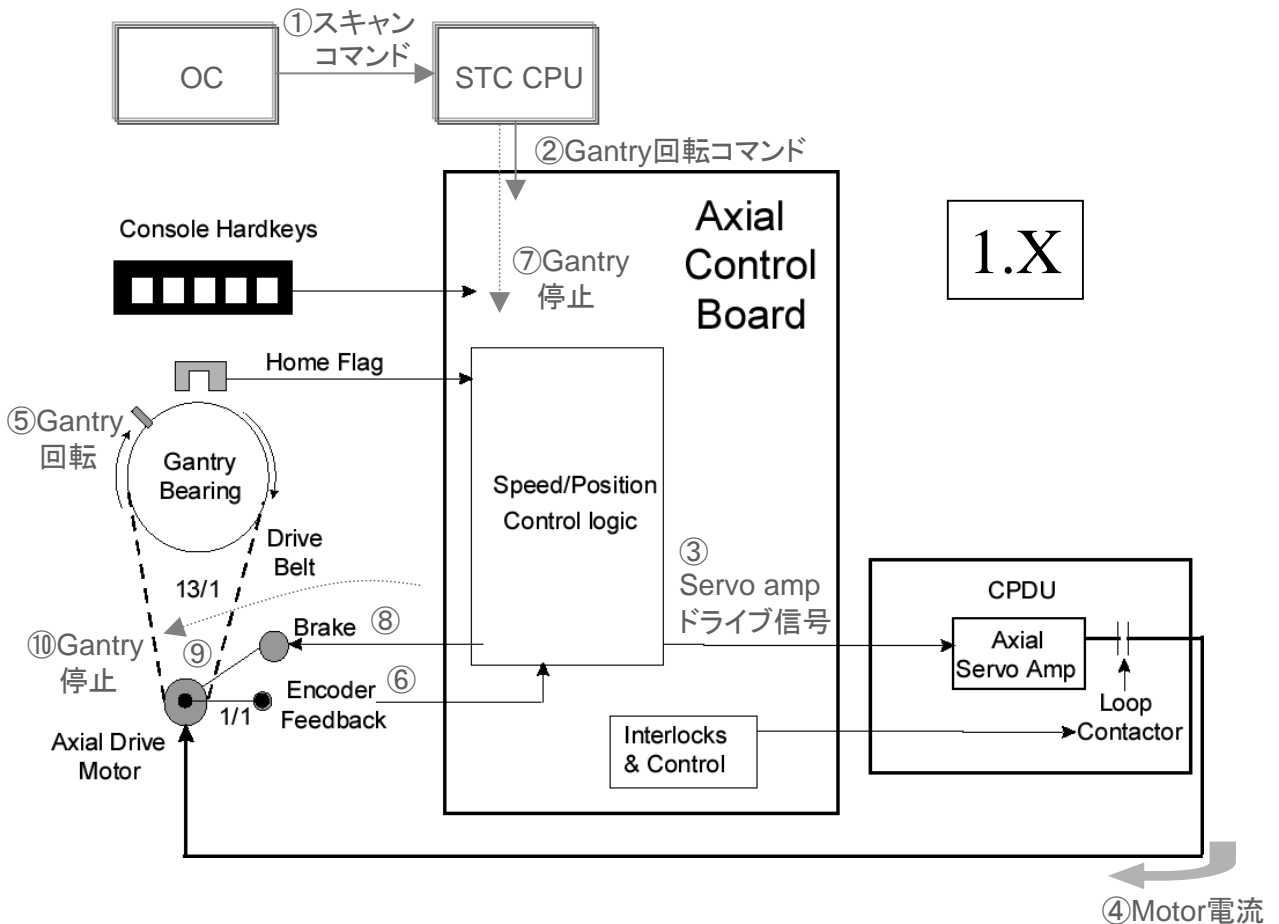 ①スキャン
コマンド
OC
STC CPU
②Gantry回転コマンド
Axial
Control
Board
1.X
Console Hardkeys
⑦Gantry
停止
Home Flag
⑤Gantry
回転
Gantry
Bearing
Speed/Position
Control logic
Drive
Belt
13/1
③
Servo amp
ドライブ信号
CPDU
Axial
Servo Amp
Brake ⑧
⑩Gantry
停止
⑨
Encoder ⑥
Feedback
1/1
Loop
Contactor
Interlocks
& Control
Axial Drive
Motor
④Motor電流